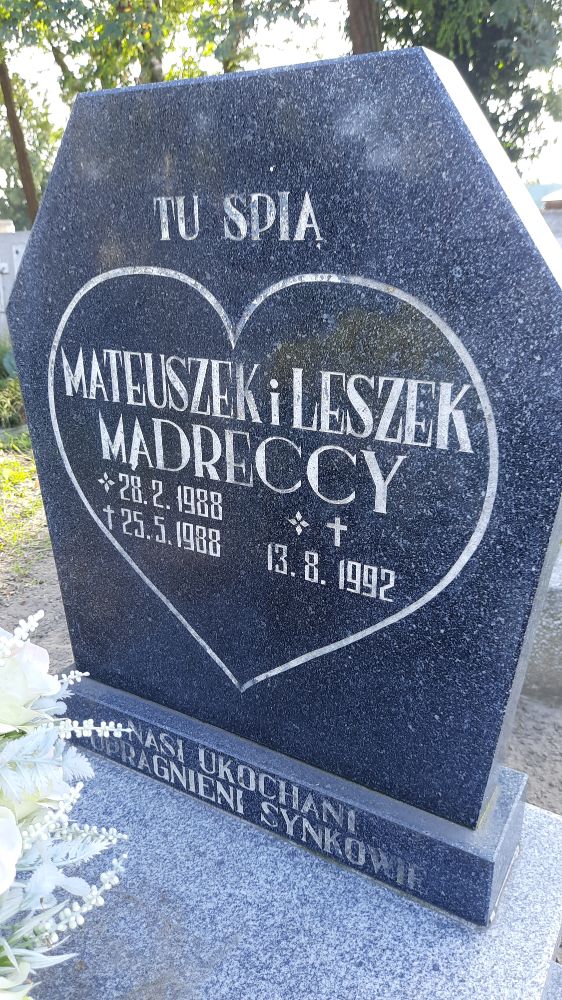 TU SPIĄ
MATEUSZEK i LESZEK
MĄDRECCY
28.2.1988
† 25.5.1988
† 13.8.1992
NASI UKOCHANI
UPRAGNIENI SYNKOWIE